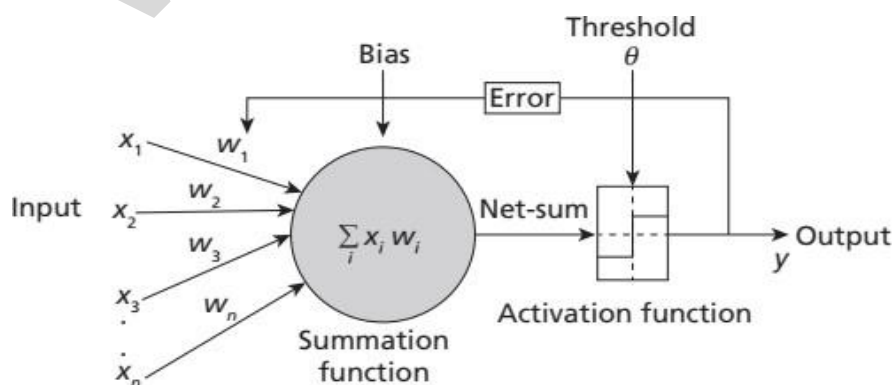 Threshold
θ
Bias
Error
x₁
w₁
Input
x₂
w₂
w₃
x₃
.
.
xₙ
wₙ
∑ᵢ xᵢ wᵢ
Net-sum
Output
y
Summation
function
Activation function